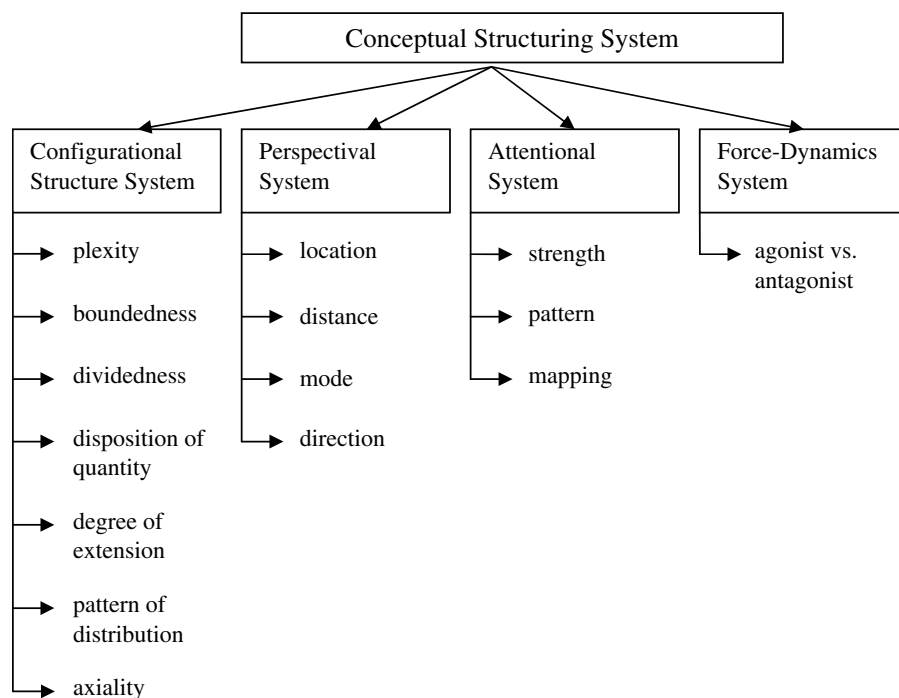 Conceptual Structuring System
Configurational
Structure System
plexity
boundedness
dividedness
disposition of
quantity
degree of
extension
pattern of
distribution
axiality
Perspectival
System
location
distance
mode
direction
Attentional
System
strength
pattern
mapping
Force-Dynamics
System
agonist vs.
antagonist